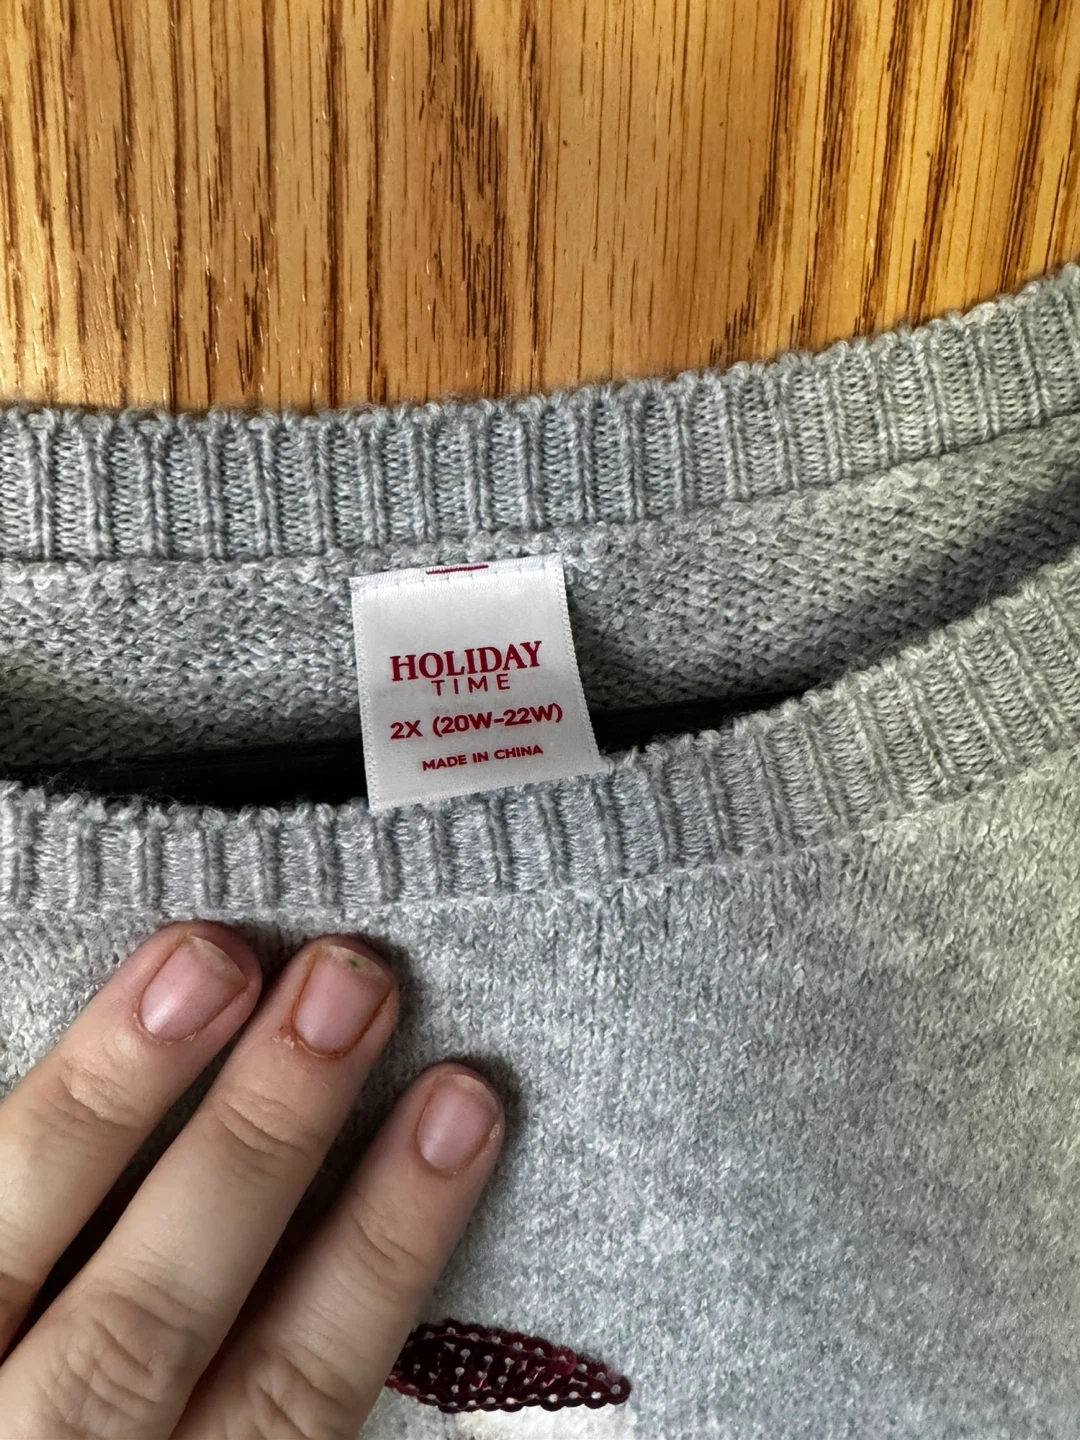 HOLIDAY
TIME
2X (20W-22W)
MADE IN CHINA